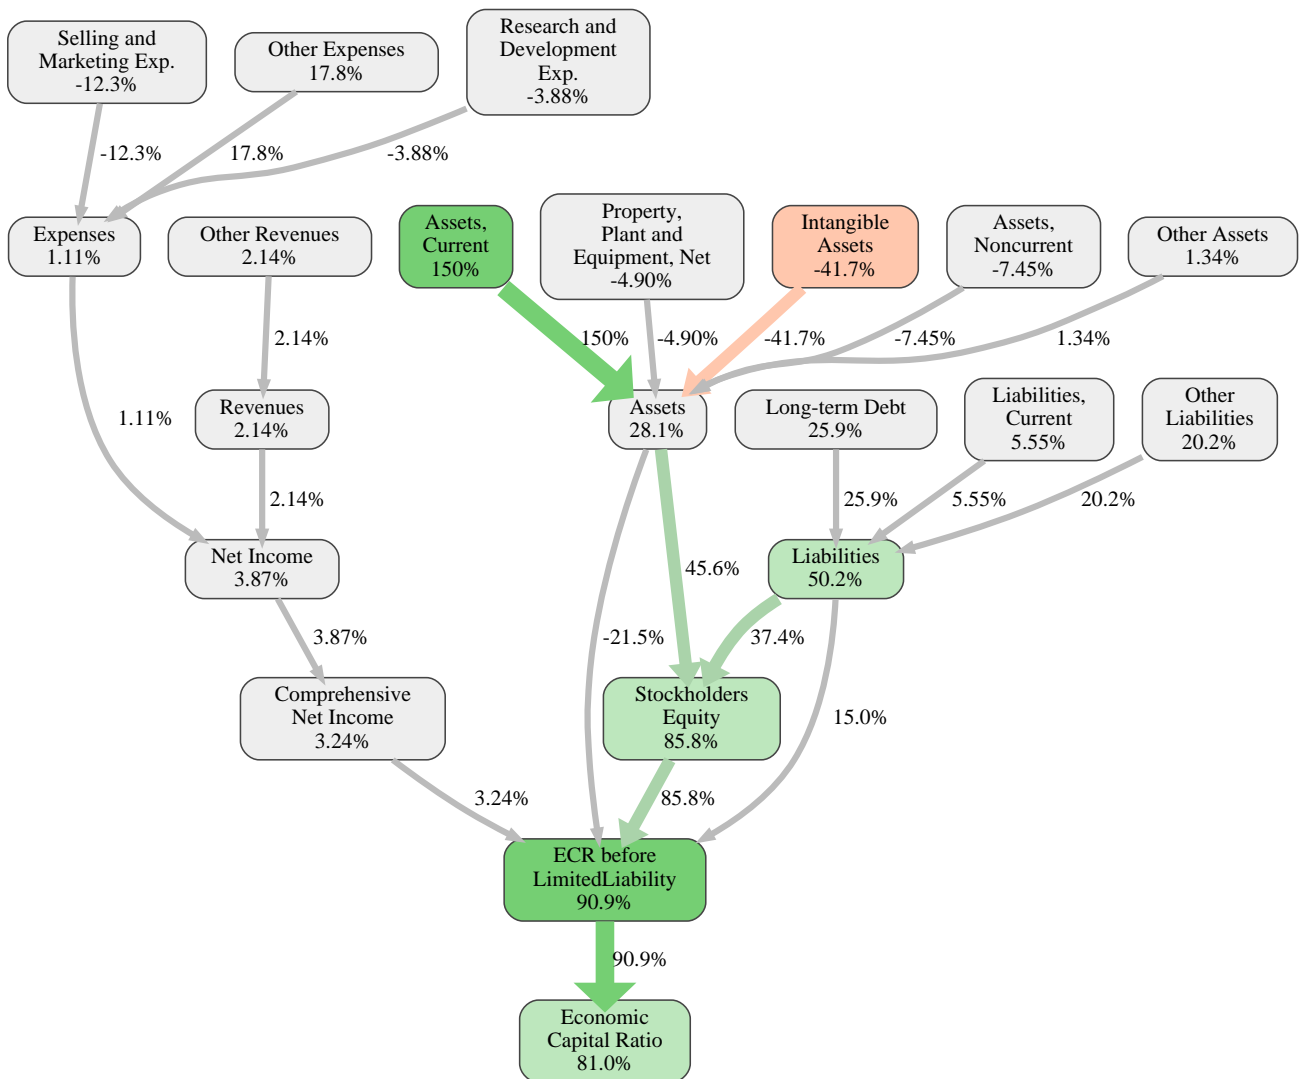 Selling and
Marketing Exp.
-12.3%
Other Expenses
17.8%
Research and
Development
Exp.
-3.88%
-12.3%
17.8%
-3.88%
Expenses
1.11%
Other Revenues
2.14%
Assets,
Current
150%
Property,
Plant and
Equipment, Net
-4.90%
Intangible
Assets
-41.7%
Assets,
Noncurrent
-7.45%
Other Assets
1.34%
2.14%
150%
-4.90%
-41.7%
-7.45%
1.34%
1.11%
Revenues
2.14%
Assets
28.1%
Long-term Debt
25.9%
Liabilities,
Current
5.55%
Other
Liabilities
20.2%
2.14%
25.9%
5.55%
20.2%
Net Income
3.87%
45.6%
Liabilities
50.2%
3.87%
-21.5%
37.4%
Comprehensive
Net Income
3.24%
Stockholders
Equity
85.8%
15.0%
3.24%
85.8%
ECR before
LimitedLiability
90.9%
90.9%
Economic
Capital Ratio
81.0%